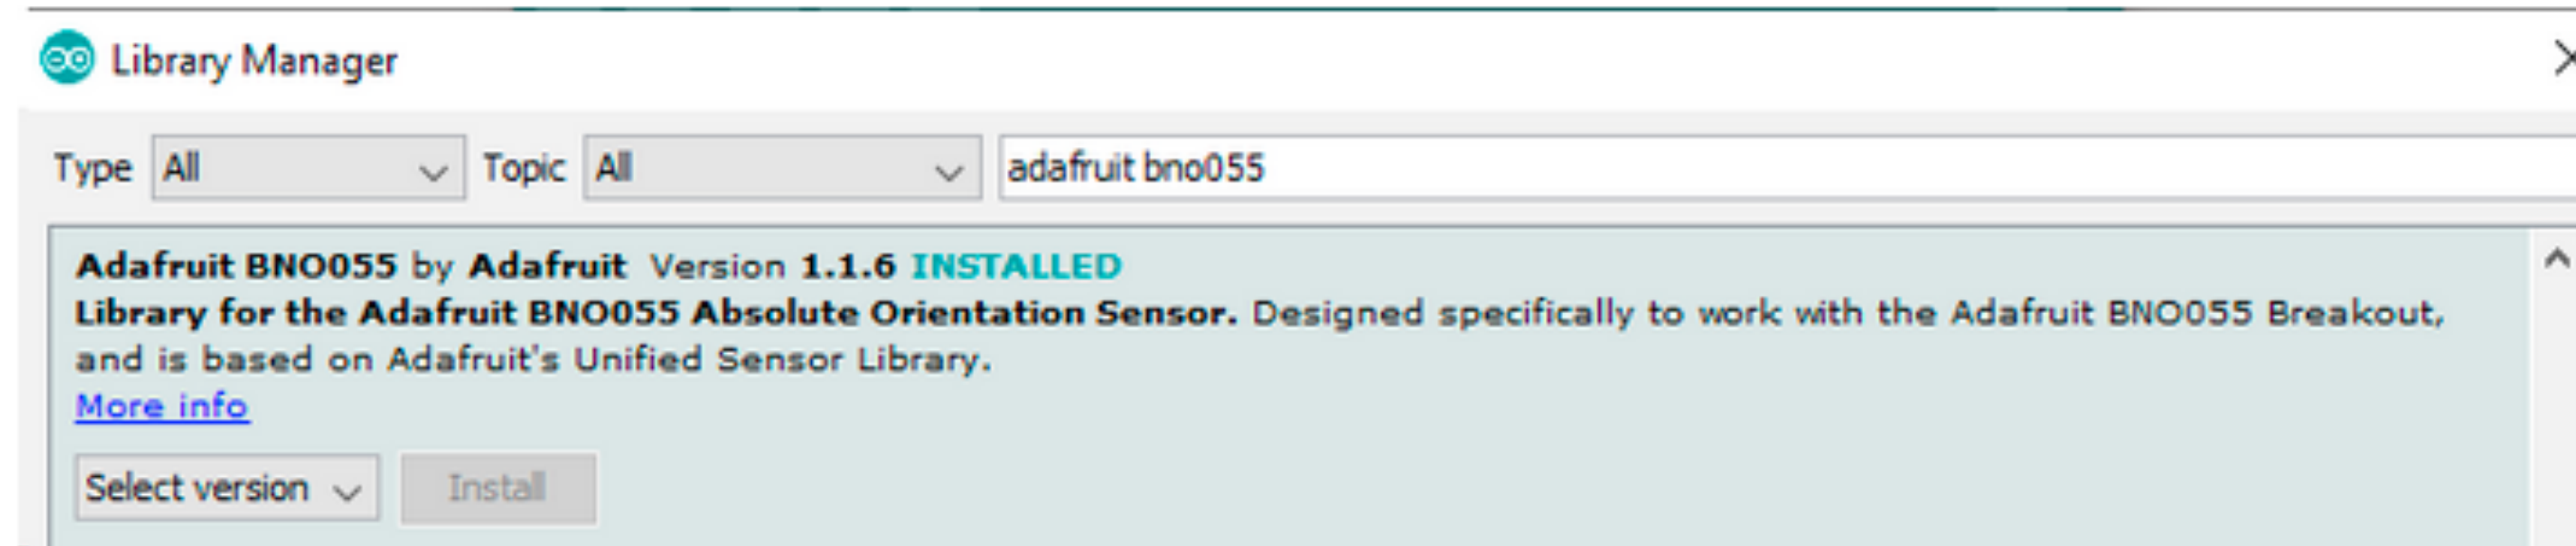 Library Manager
Type All Topic All adafruit bno055
Adafruit BNO055 by Adafruit Version 1.1.6 INSTALLED
Library for the Adafruit BNO055 Absolute Orientation Sensor. Designed specifically to work with the Adafruit BNO055 Breakout,
and is based on Adafruit's Unified Sensor Library.
More info
Select version Install